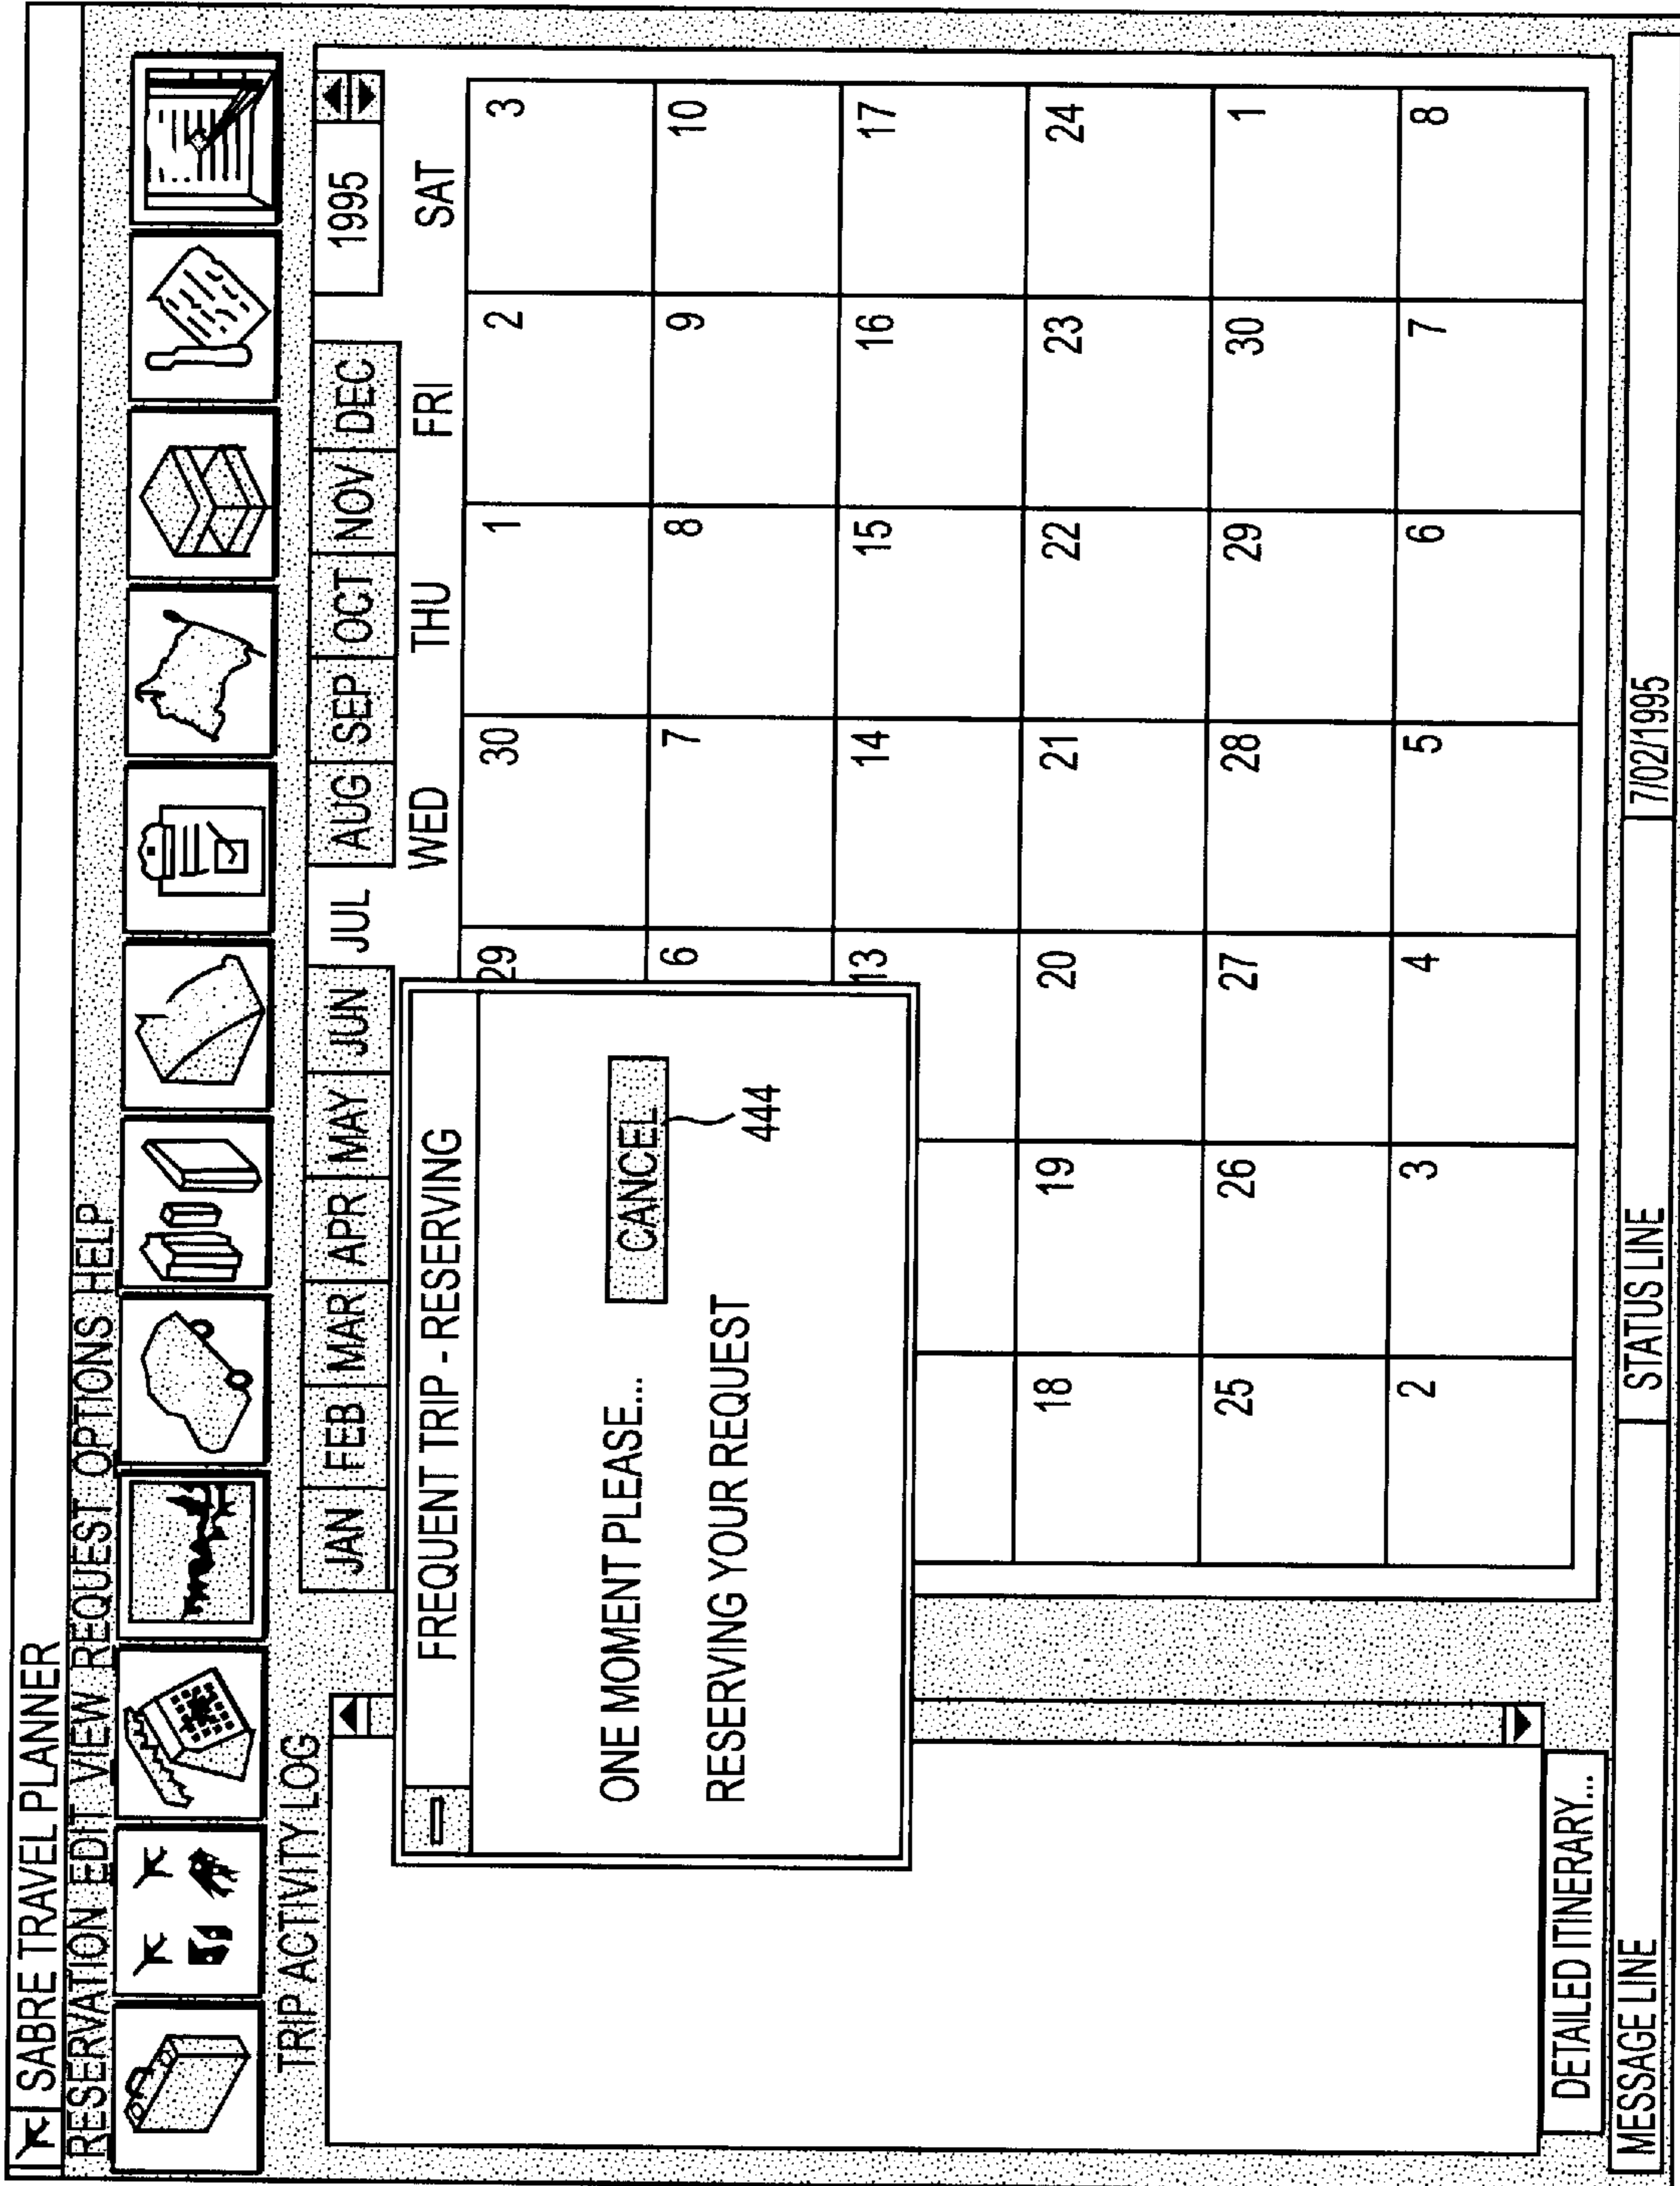 SABRE TRAVEL PLANNER
RESERVATION EDIT VIEW REQUEST OPTIONS HELP
TRIP ACTIVITY LOG
JAN FEB MAR APR MAY JUN JUL AUG SEP OCT NOV DEC 1995
WED THU FRI SAT
FREQUENT TRIP - RESERVING
ONE MOMENT PLEASE...
CANCEL
444
RESERVING YOUR REQUEST
29 30 1 2 3
6 7 8 9 10
13 14 15 16 17
18 19 20 21 22 23 24
25 26 27 28 29 30 1
2 3 4 5 6 7 8
DETAILED ITINERARY...
MESSAGE LINE STATUS LINE 7/02/1995